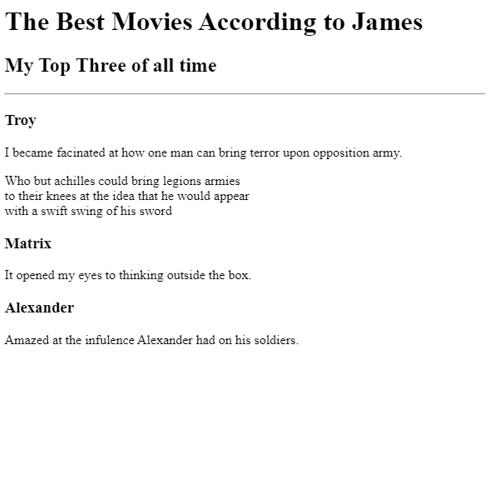 The Best Movies According to James
My Top Three of all time
Troy
I became facinated at how one man can bring terror upon opposition army.
Who but achilles could bring legions armies
to their knees at the idea that he would appear
with a swift swing of his sword
Matrix
It opened my eyes to thinking outside the box.
Alexander
Amazed at the infulence Alexander had on his soldiers.